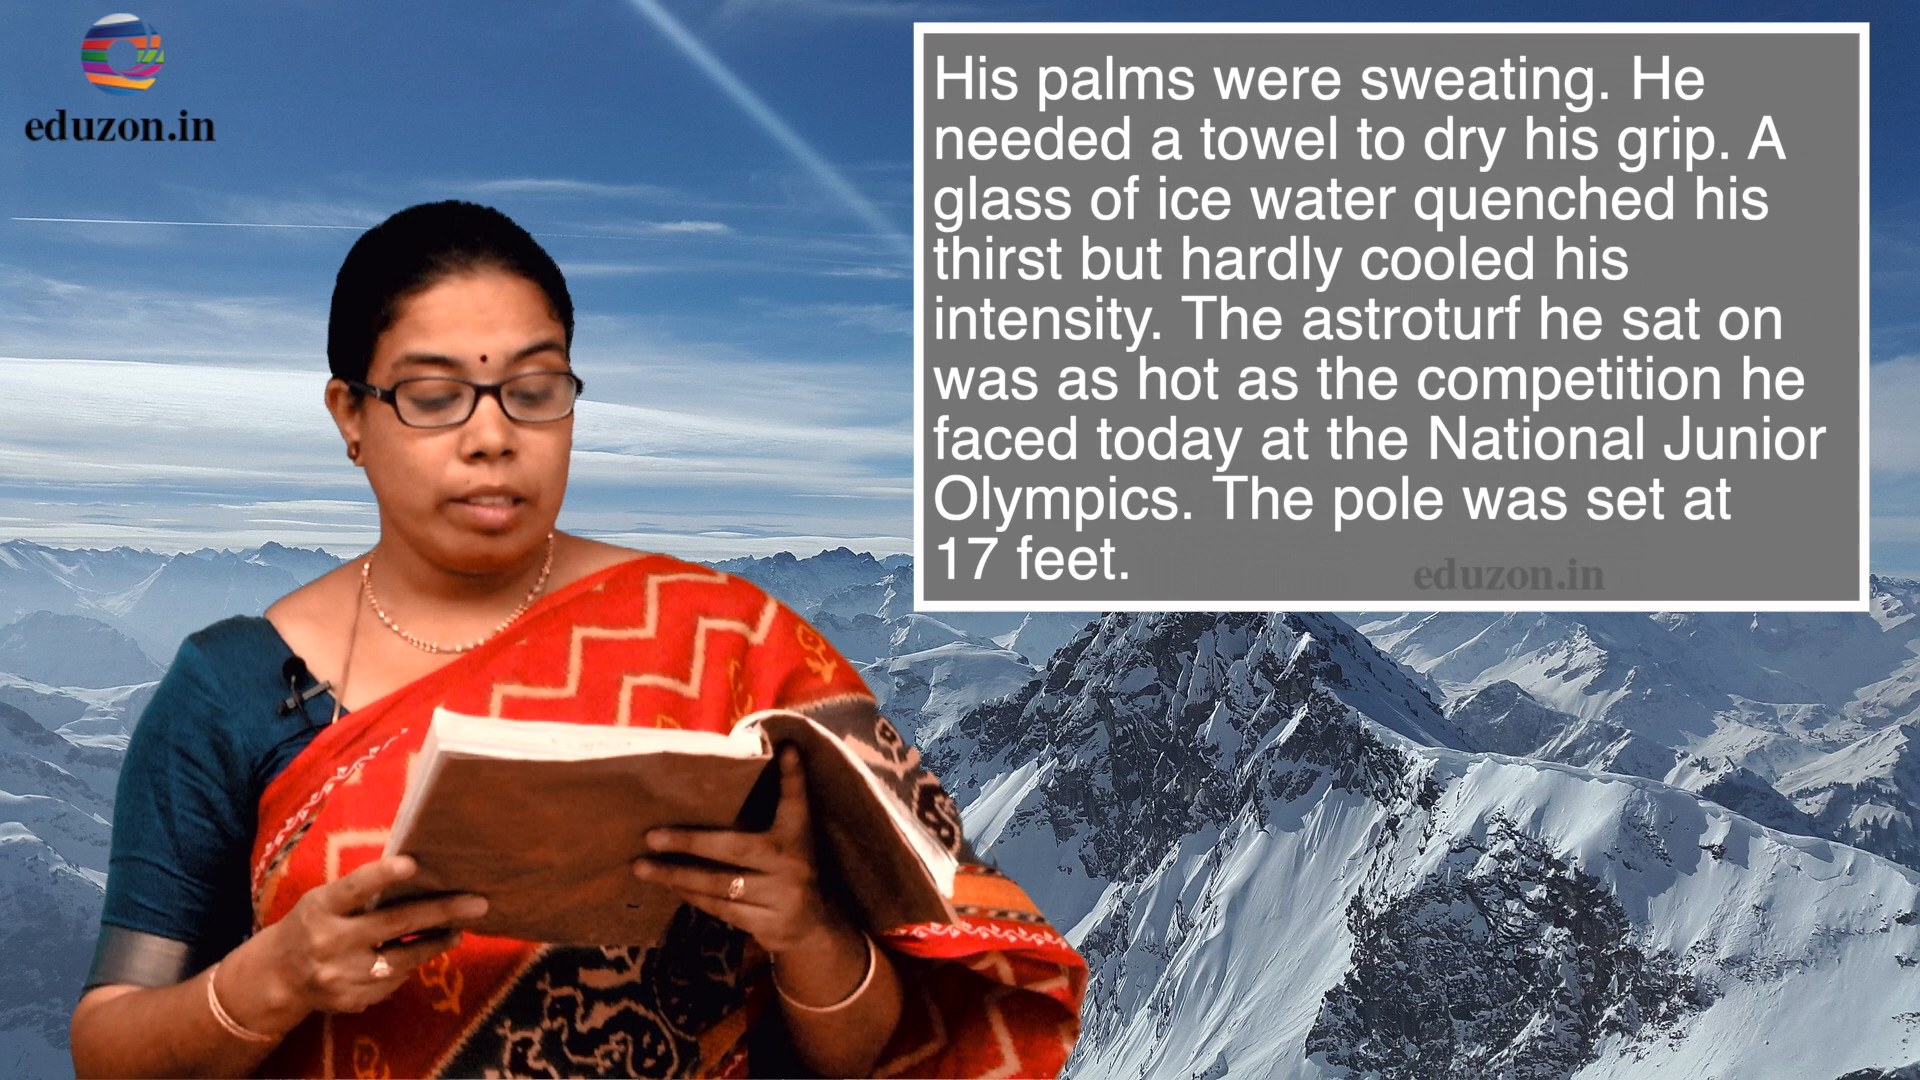 eduzon.in
His palms were sweating. He
needed a towel to dry his grip. A
glass of ice water quenched his
thirst but hardly cooled his
intensity. The astroturf he sat on
was as hot as the competition he
faced today at the National Junior
Olympics. The pole was set at
17 feet.
eduzon.in